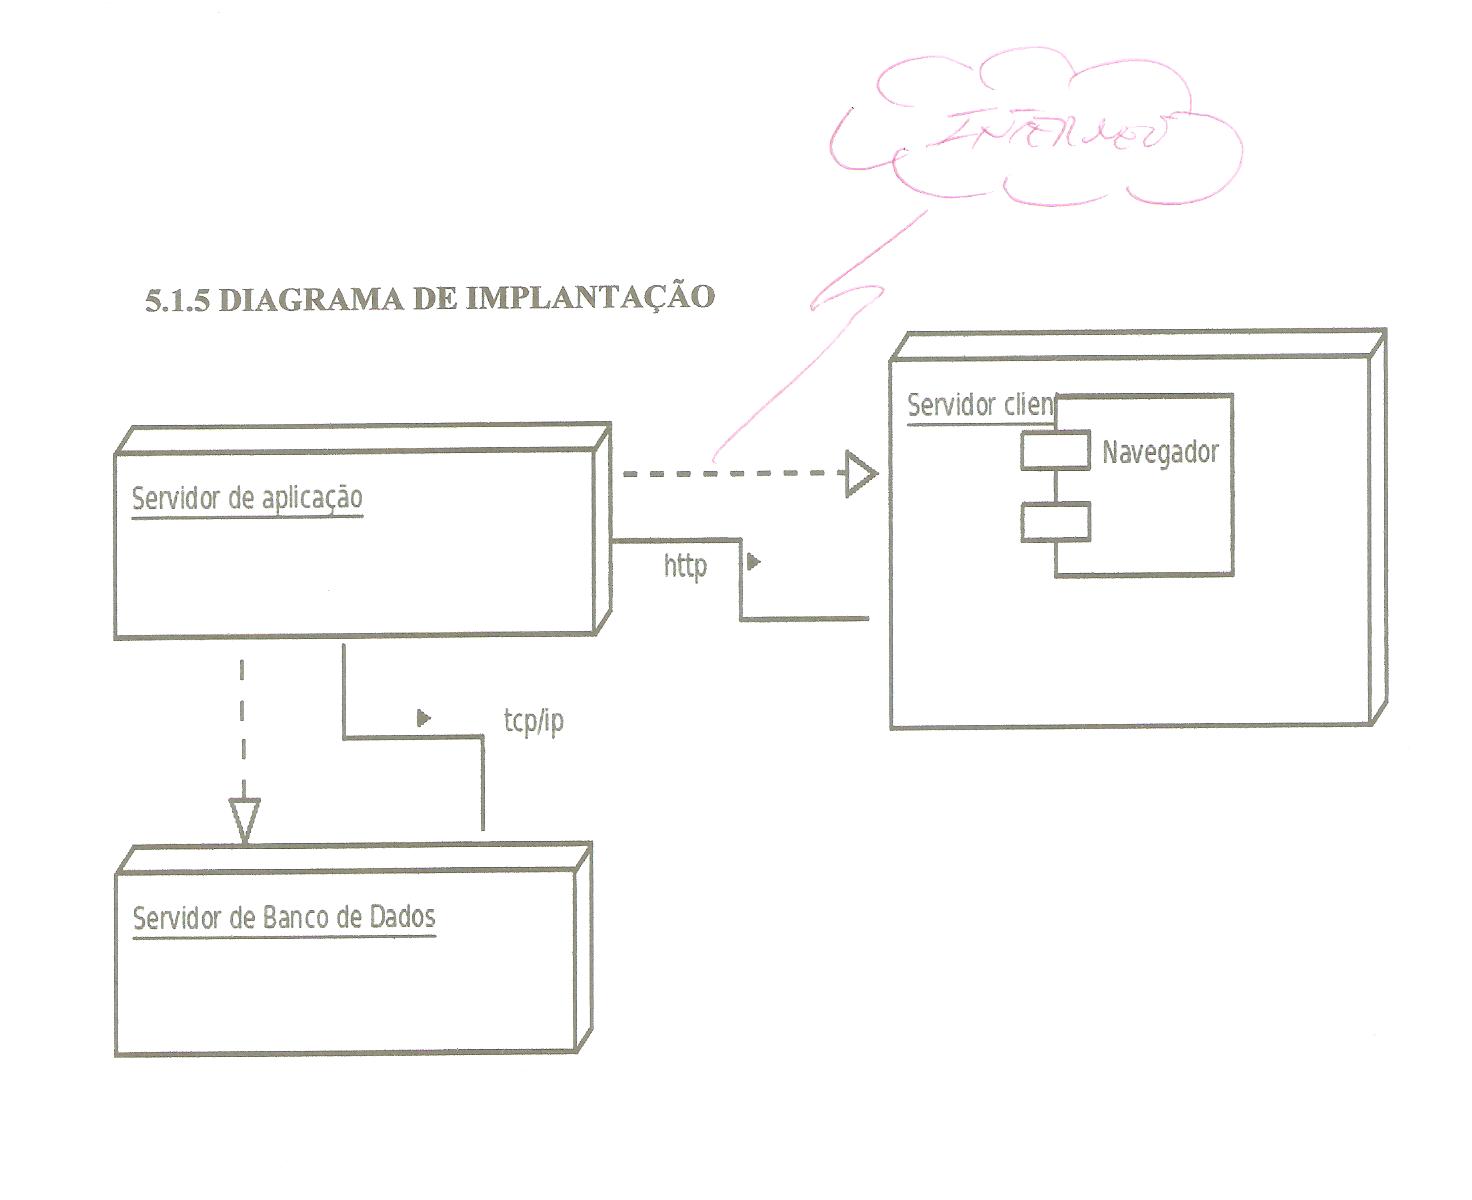 INTERNET
5.1.5 DIAGRAMA DE IMPLANTAÇÃO
Servidor clien
Navegador
Servidor de aplicação
http
tcp/ip
Servidor de Banco de Dados